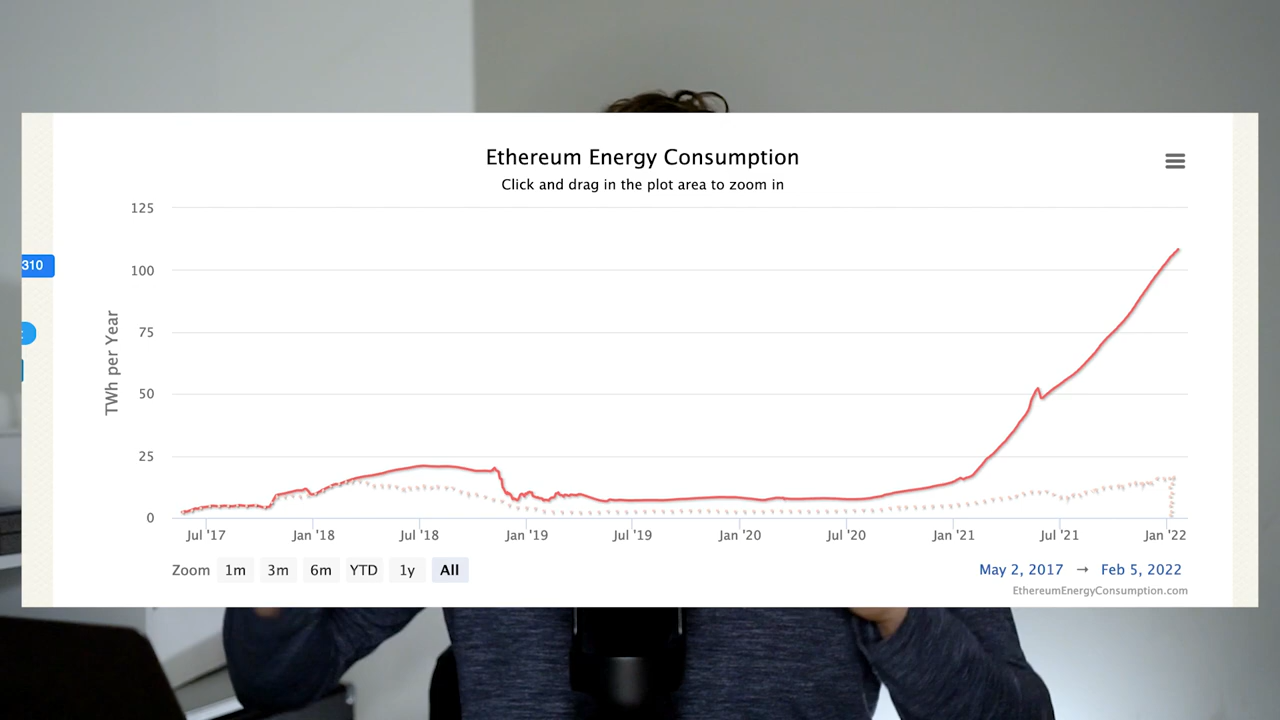 Ethereum Energy Consumption
Click and drag in the plot area to zoom in
310
TWh per Year
125
100
75
50
25
0
Jul '17 Jan '18 Jul '18 Jan '19 Jul '19 Jan '20 Jul '20 Jan '21 Jul '21 Jan '22
Zoom 1m 3m 6m YTD 1y All May 2, 2017 → Feb 5, 2022
EthereumEnergyConsumption.com